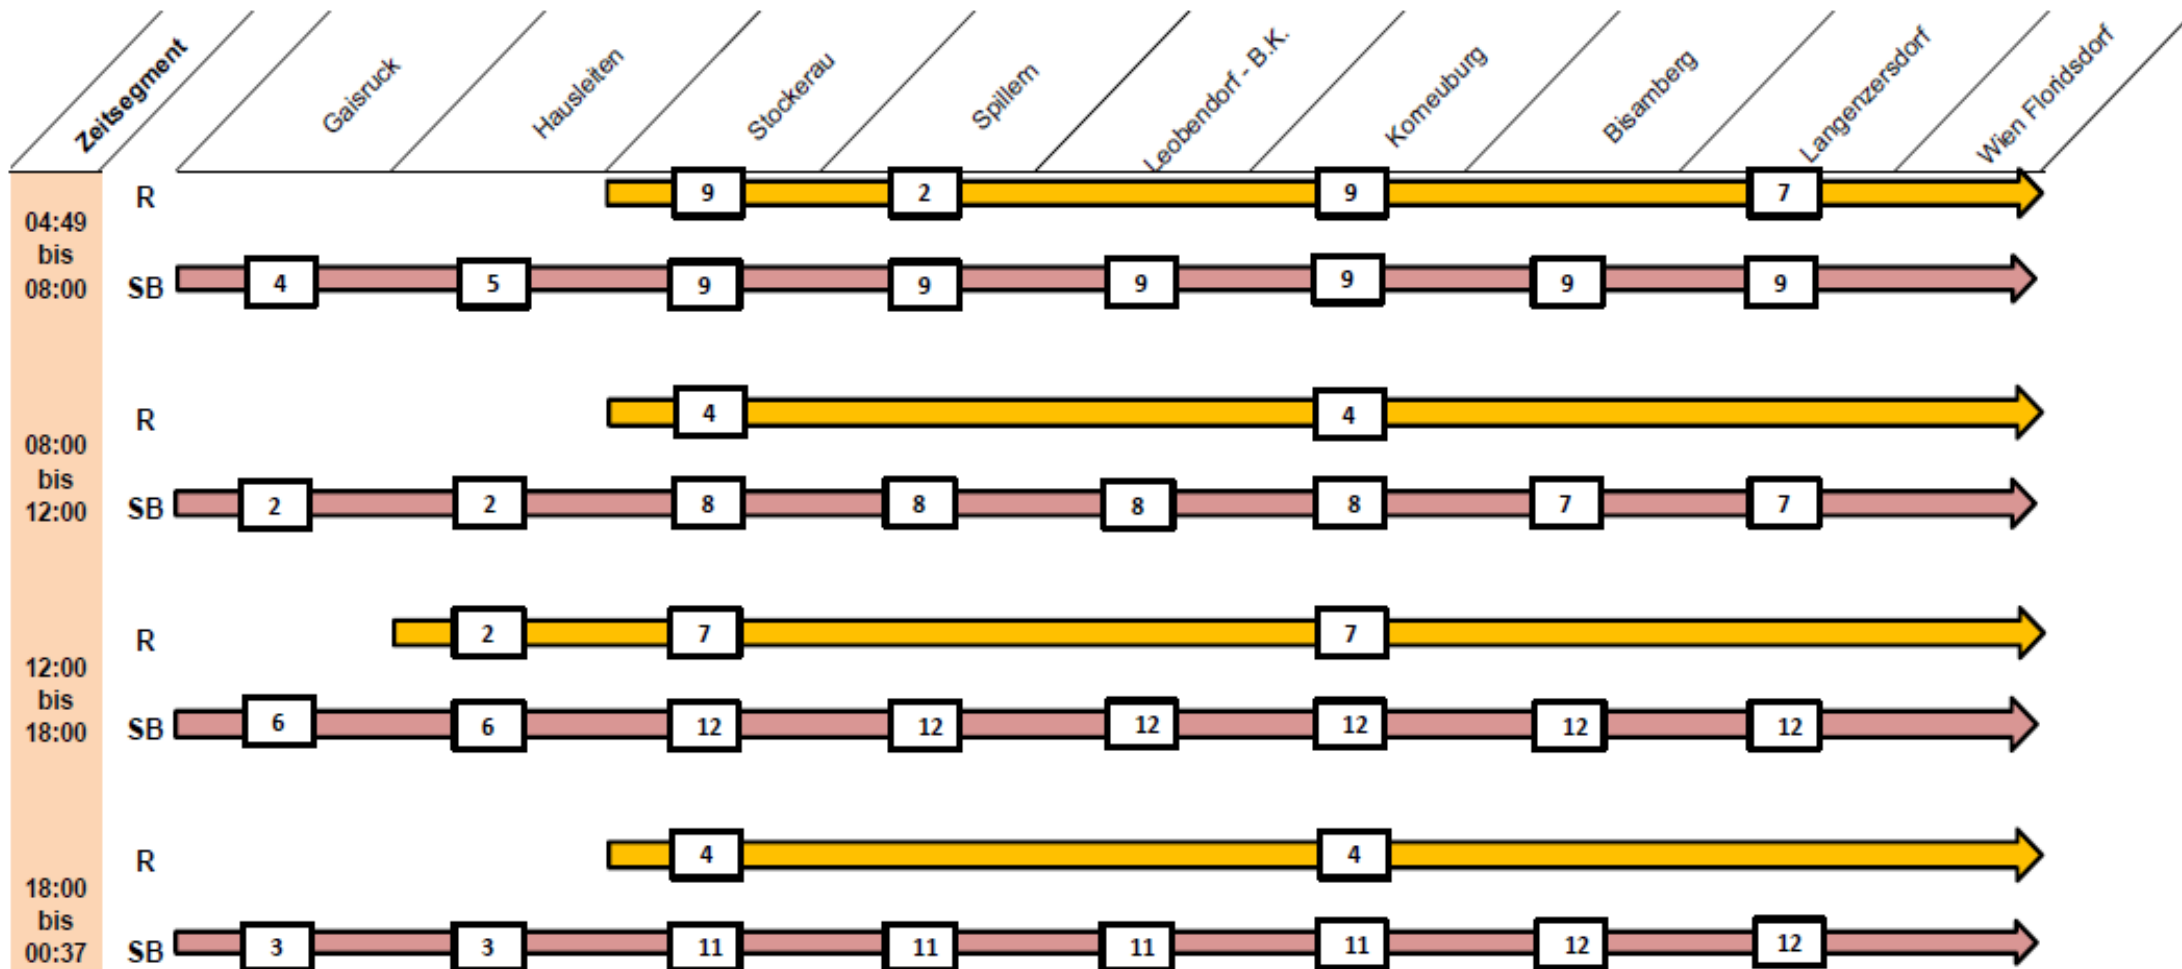 Zeitsegment
Gaisruck
Hausleiten
Stockerau
Spillern
Leobendorf - B.K.
Korneuburg
Bisamberg
Langenzersdorf
Wien Floridsdorf
04:49
bis
08:00
R 9 2 9 7
SB 4 5 9 9 9 9 9 9
08:00
bis
12:00
R 4 4
SB 2 2 8 8 8 8 7 7
12:00
bis
18:00
R 2 7 7
SB 6 6 12 12 12 12 12 12
18:00
bis
00:37
R 4 4
SB 3 3 11 11 11 11 12 12